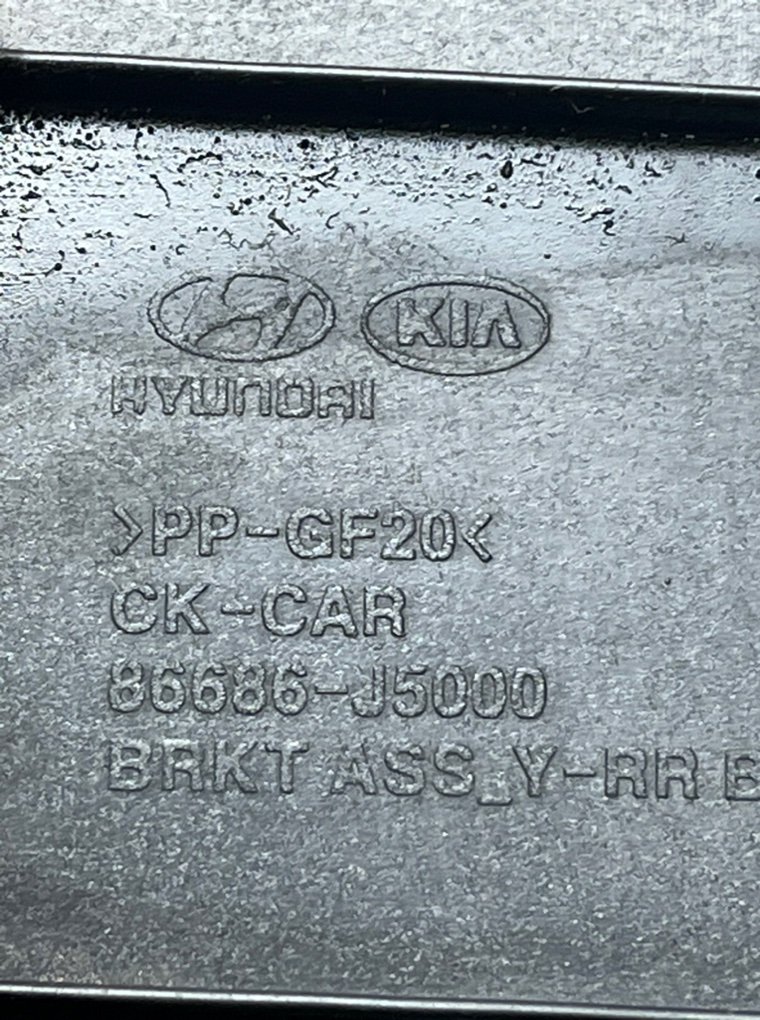 KIA
HYUNDAI
>PP-GF20<
CK-CAR
86686-J5000
BRKT ASS_Y-RR B